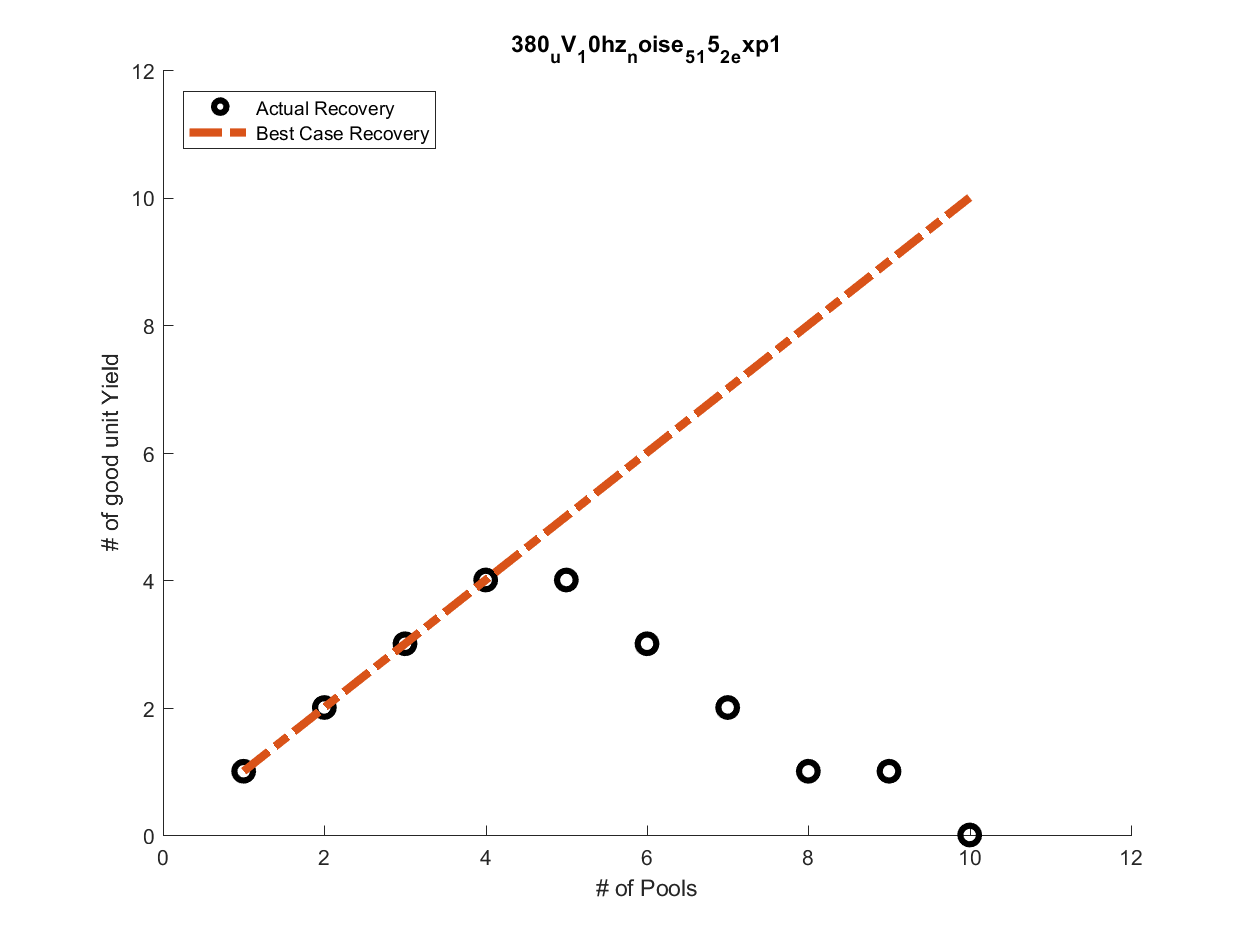 380uV10hznoise51522exp1
12
Actual Recovery
Best Case Recovery
10
8
6
4
2
0
# of good unit Yield
0 2 4 6 8 10 12
# of Pools